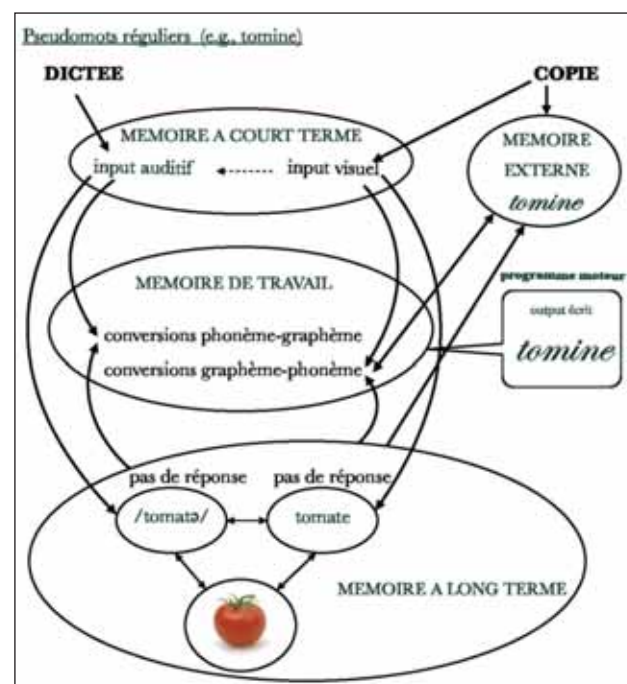 Pseudomots réguliers (e.g., tomine)
DICTEE
COPIE
MEMOIRE A COURT TERME
input auditif
input visuel
MEMOIRE
EXTERNE
tomine
MEMOIRE DE TRAVAIL
conversions phonème-graphème
conversions graphème-phonème
programme moteur
output écrit
tomine
pas de réponse
pas de réponse
/tomatə/
tomate
MEMOIRE A LONG TERME